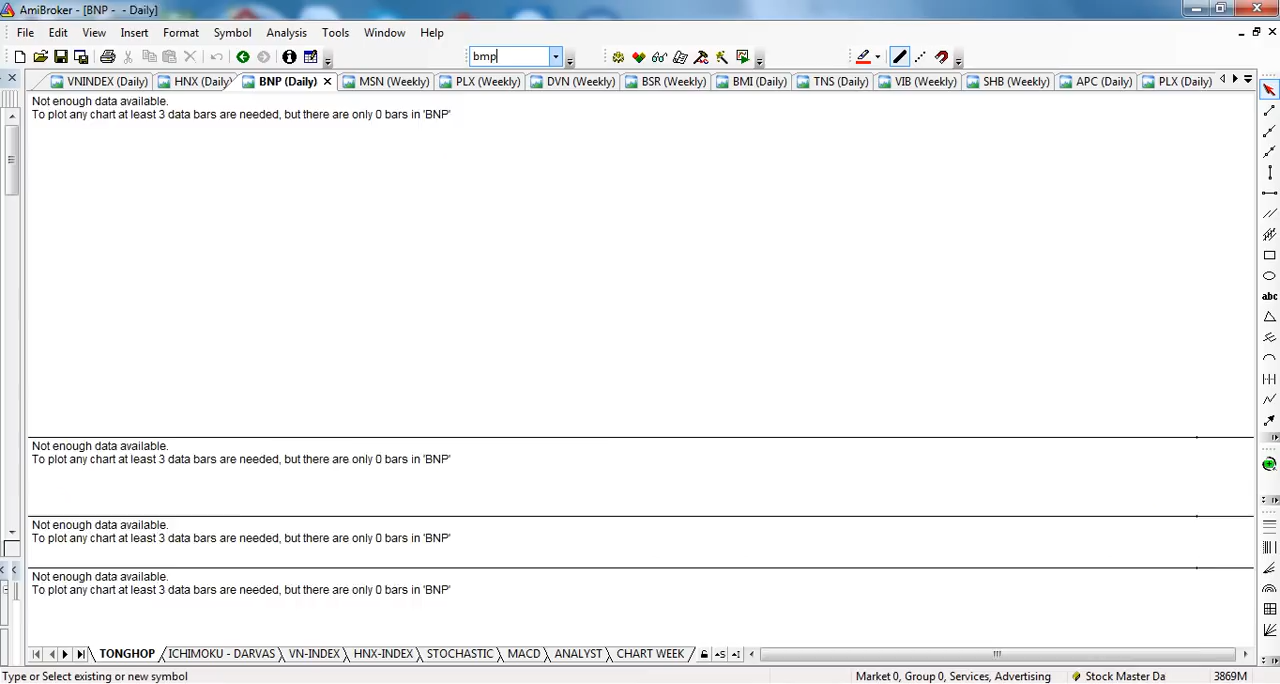 AmiBroker - [BNP -  - Daily]
File Edit View Insert Format Symbol Analysis Tools Window Help
bmp
VNINDEX (Daily) HNX (Daily) BNP (Daily) MSN (Weekly) PLX (Weekly) DVN (Weekly) BSR (Weekly) BMI (Daily) TNS (Daily) VIB (Weekly) SHB (Weekly) APC (Daily) PLX (Daily)
Not enough data available.
To plot any chart at least 3 data bars are needed, but there are only 0 bars in 'BNP'
abc
Not enough data available.
To plot any chart at least 3 data bars are needed, but there are only 0 bars in 'BNP'
Not enough data available.
To plot any chart at least 3 data bars are needed, but there are only 0 bars in 'BNP'
Not enough data available.
To plot any chart at least 3 data bars are needed, but there are only 0 bars in 'BNP'
TONGHOP ICHIMOKU - DARVAS VN-INDEX HNX-INDEX STOCHASTIC MACD ANALYST CHART WEEK
Type or Select existing or new symbol Market 0, Group 0, Services, Advertising Stock Master Da 3869M